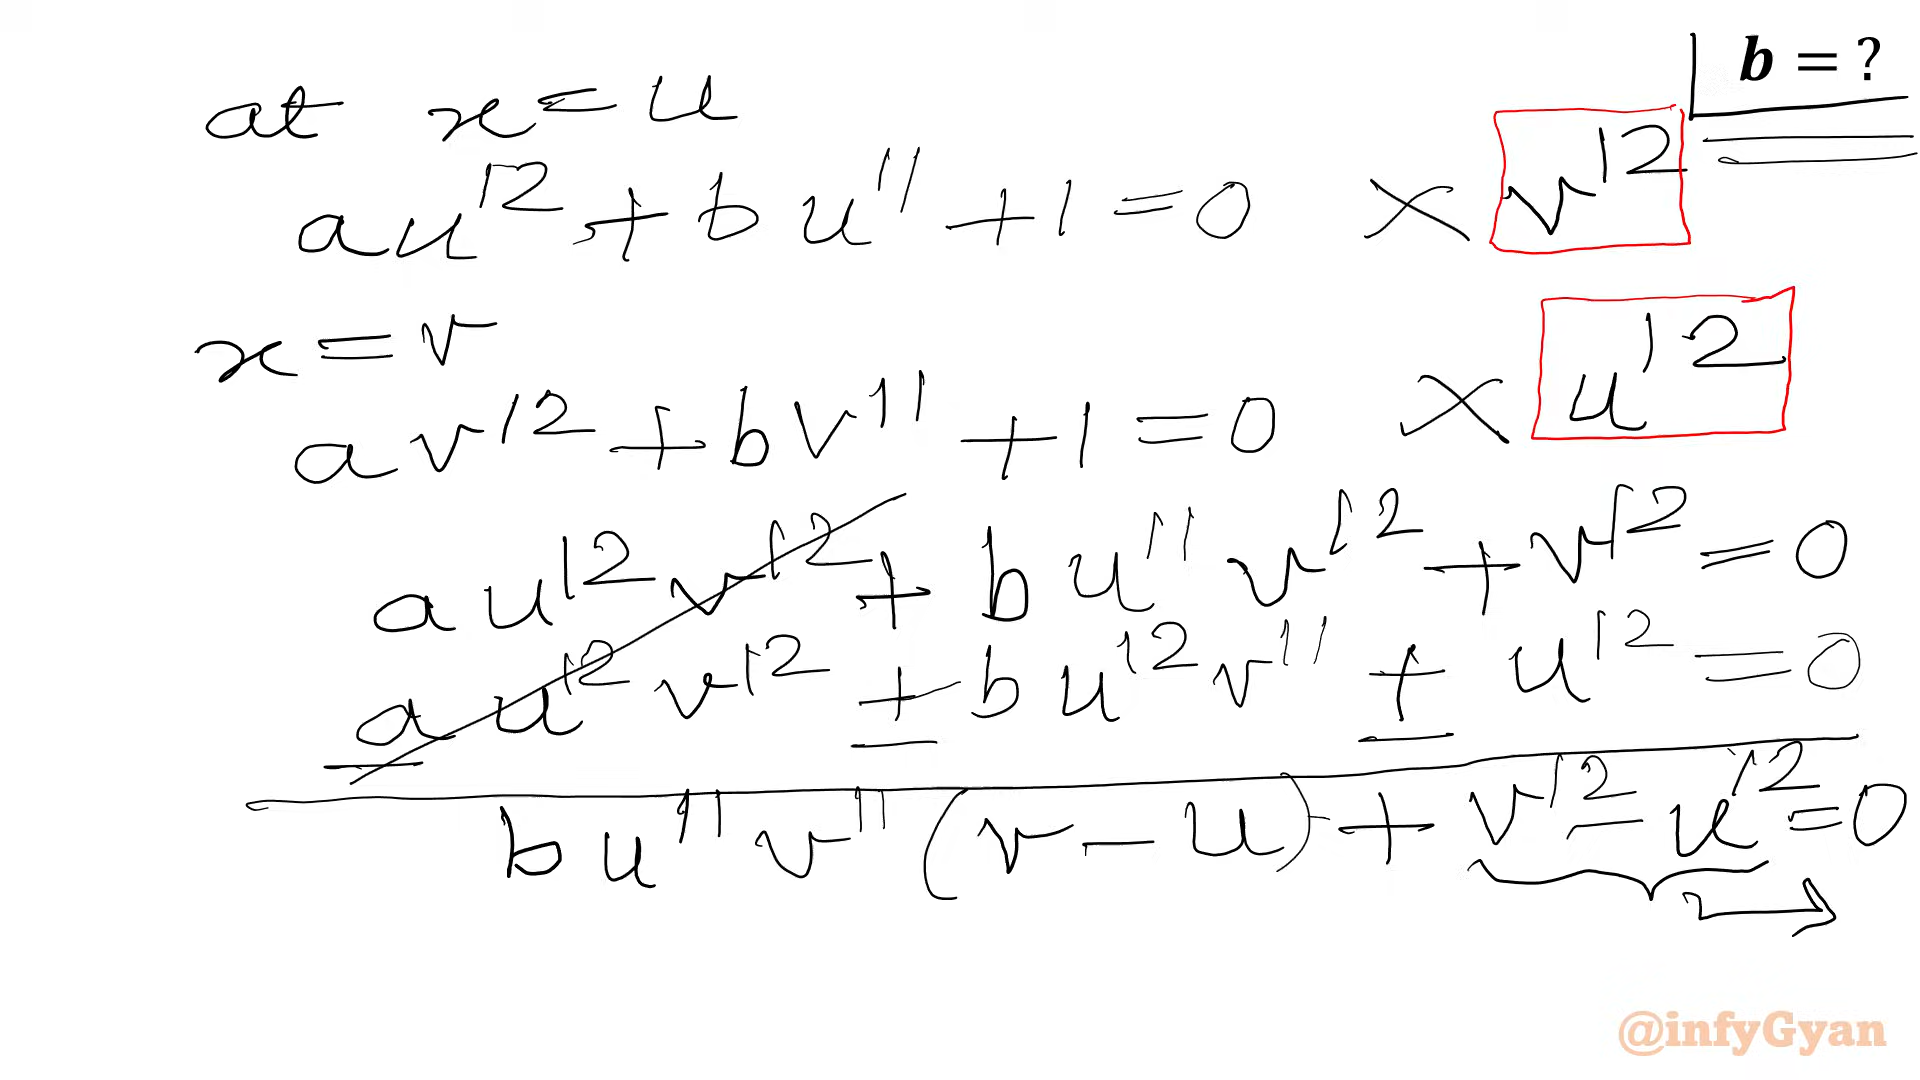 b = ?
at x = u
au¹² + bu¹¹ + 1 = 0 × v¹²
x = v
av¹² + bv¹¹ + 1 = 0 × u¹²
au¹²v¹² + bu¹¹v¹² + v¹² = 0
au¹²v¹² + bu¹²v¹¹ + u¹² = 0
bu¹¹v¹¹(v - u) + v¹² - u¹² = 0
@infyGyan